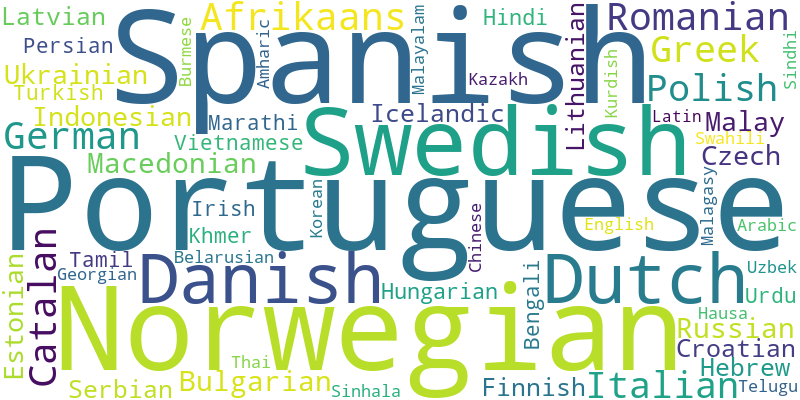 Latvian
Afrikaans
Spanish
Hindi
Romanian
Persian
Burmese
Amharic
Malayalam
Kazakh
Lithuanian
Kurdish
Greek
Sindhi
Ukrainian
Turkish
Polish
Indonesian
Marathi
Icelandic
Latin
Malay
German
Vietnamese
Swedish
Swahili
Czech
Macedonian
Portuguese
Irish
Korean
Chinese
English
Malagasy
Arabic
Khmer
Catalan
Tamil
Belarusian
Georgian
Danish
Hungarian
Bengali
Dutch
Uzbek
Urdu
Estonian
Norwegian
Hausa
Russian
Croatian
Thai
Hebrew
Serbian
Bulgarian
Sinhala
Finnish
Italian
Telugu